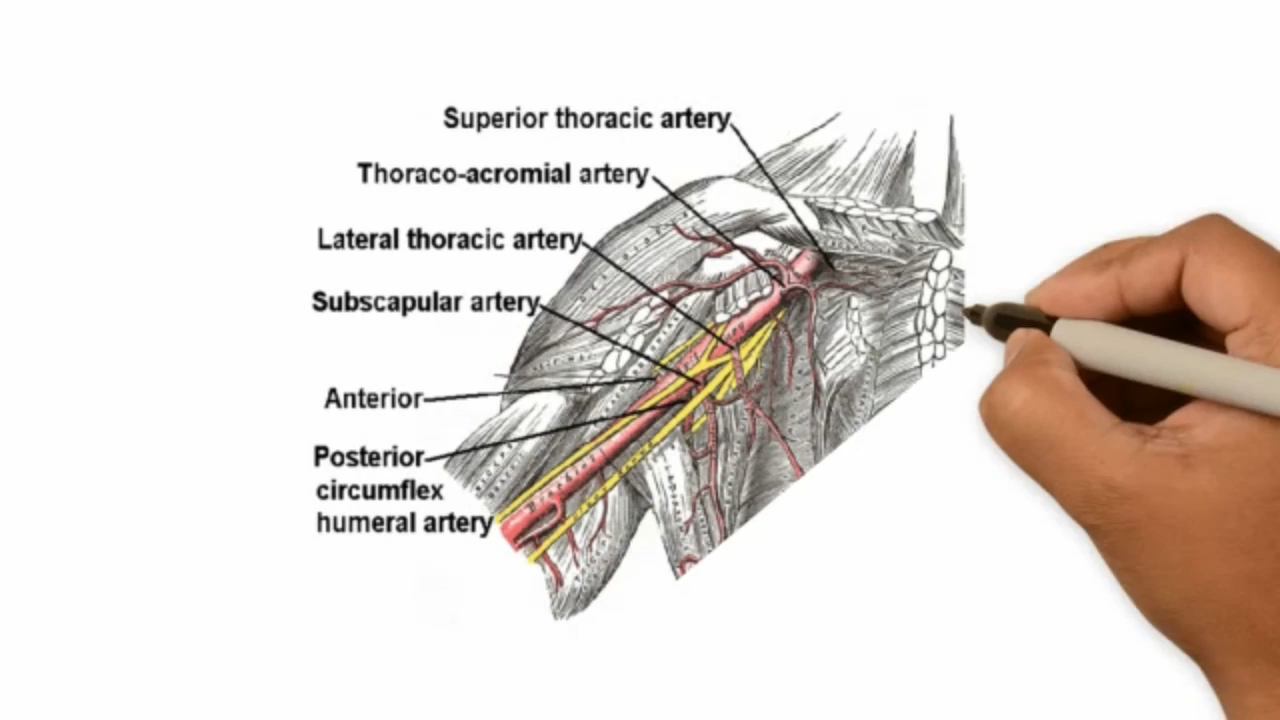 Superior thoracic artery
Thoraco-acromial artery
Lateral thoracic artery
Subscapular artery
Anterior
Posterior
circumflex
humeral artery